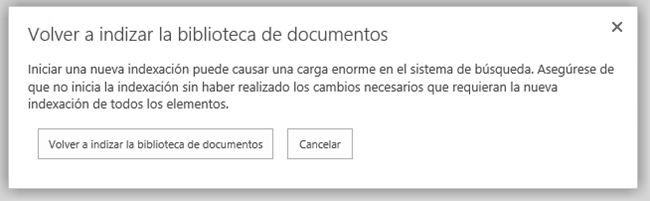 Volver a indizar la biblioteca de documentos
Iniciar una nueva indexación puede causar una carga enorme en el sistema de búsqueda. Asegúrese de
que no inicia la indexación sin haber realizado los cambios necesarios que requieran la nueva
indexación de todos los elementos.
Volver a indizar la biblioteca de documentos
Cancelar